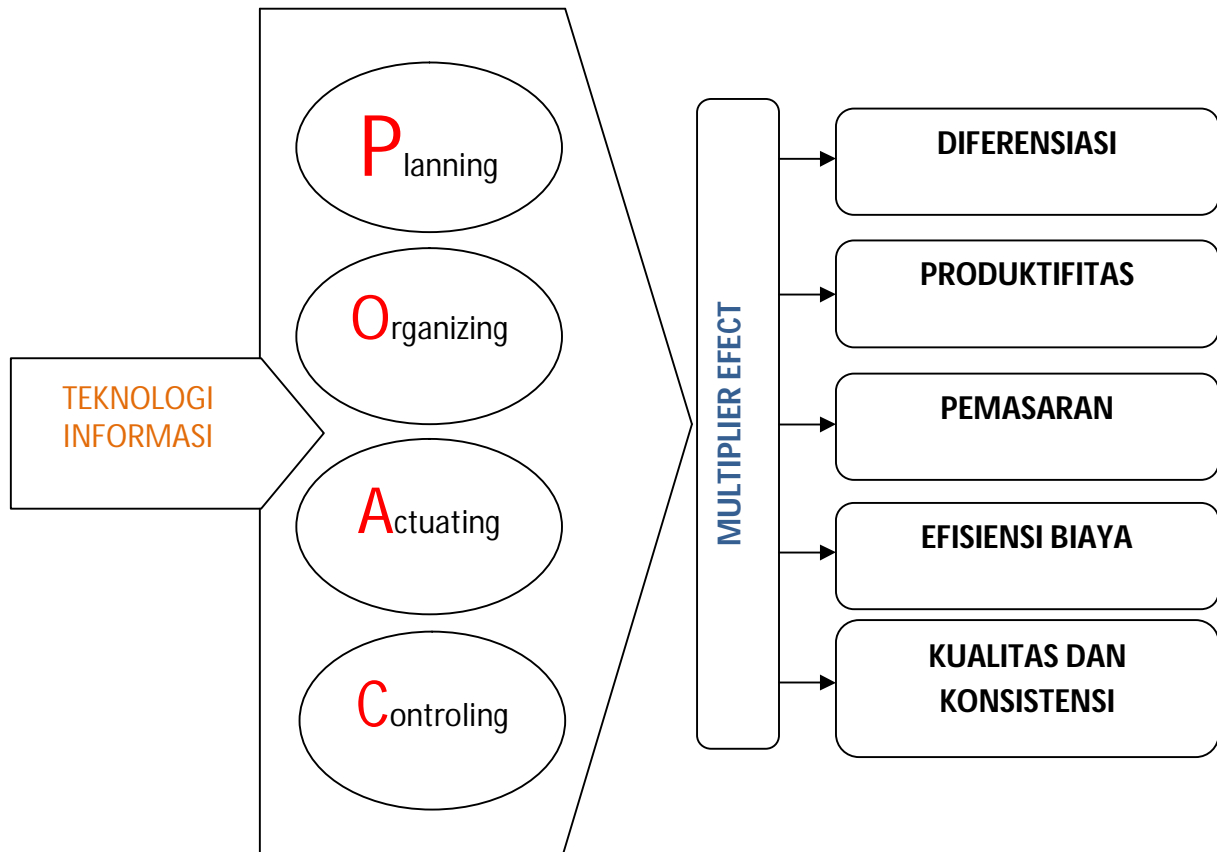 Planning
Organizing
Actuating
Controling
TEKNOLOGI
INFORMASI
MULTIPLIER EFECT
DIFERENSIASI
PRODUKTIFITAS
PEMASARAN
EFISIENSI BIAYA
KUALITAS DAN
KONSISTENSI